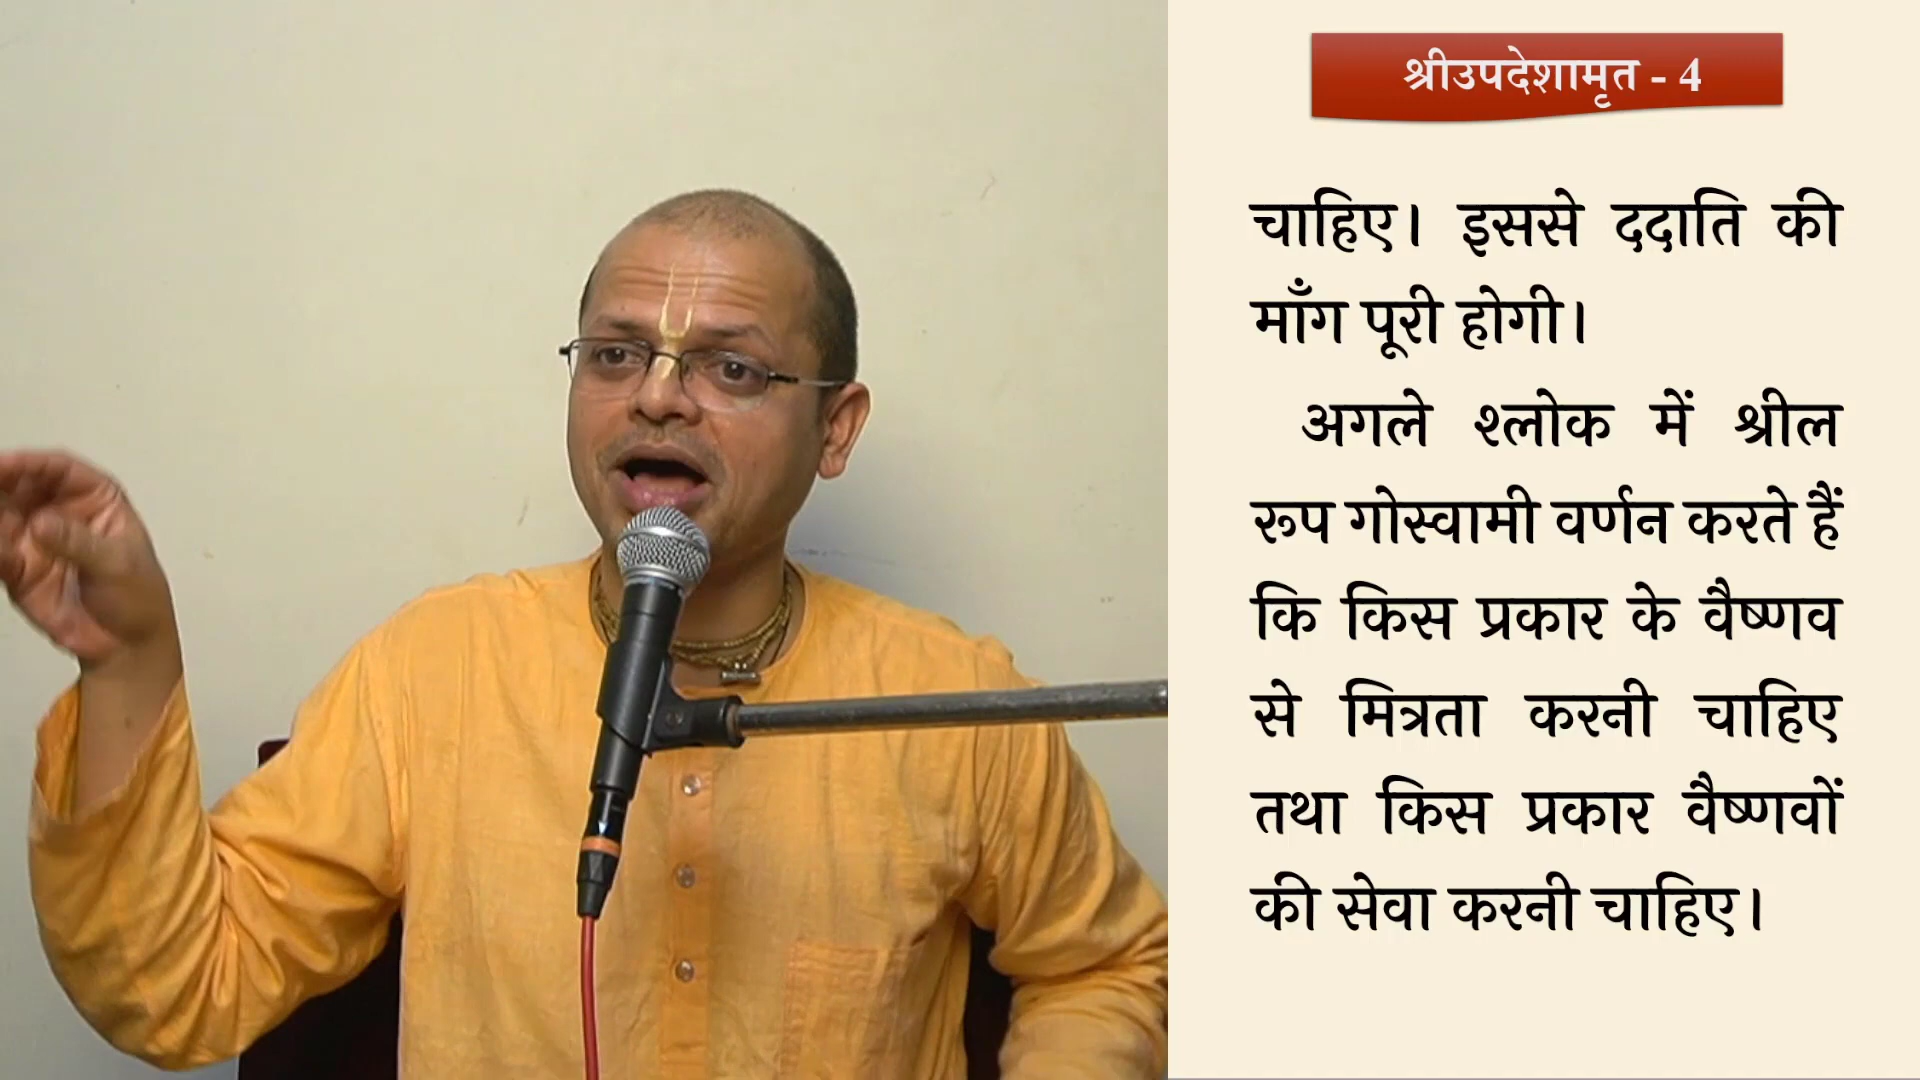 श्रीउपदेशामृत - 4
चाहिए। इससे ददाति की
माँग पूरी होगी।
अगले श्लोक में श्रील
रूप गोस्वामी वर्णन करते हैं
कि किस प्रकार के वैष्णव
से मित्रता करनी चाहिए
तथा किस प्रकार वैष्णवों
की सेवा करनी चाहिए।